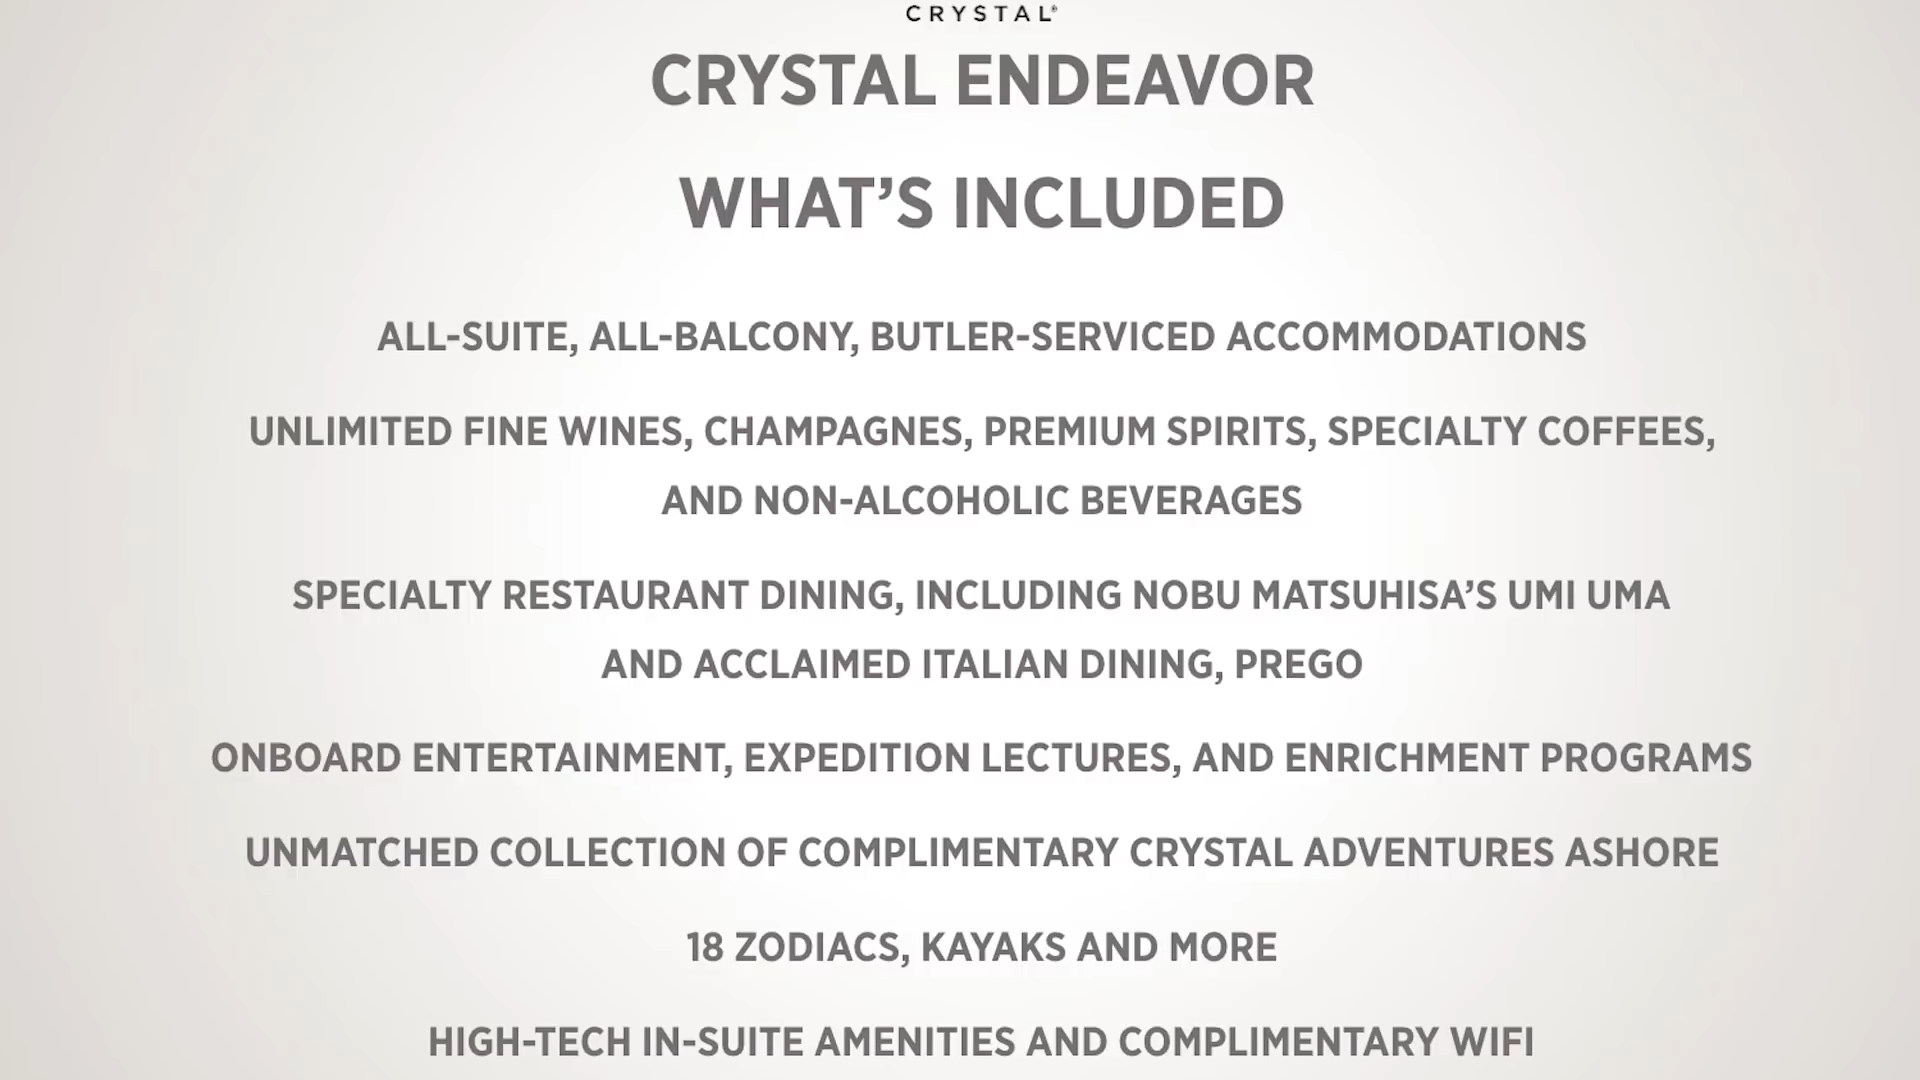 CRYSTAL®
CRYSTAL ENDEAVOR
WHAT’S INCLUDED
ALL-SUITE, ALL-BALCONY, BUTLER-SERVICED ACCOMMODATIONS
UNLIMITED FINE WINES, CHAMPAGNES, PREMIUM SPIRITS, SPECIALTY COFFEES,
AND NON-ALCOHOLIC BEVERAGES
SPECIALTY RESTAURANT DINING, INCLUDING NOBU MATSUHISA’S UMI UMA
AND ACCLAIMED ITALIAN DINING, PREGO
ONBOARD ENTERTAINMENT, EXPEDITION LECTURES, AND ENRICHMENT PROGRAMS
UNMATCHED COLLECTION OF COMPLIMENTARY CRYSTAL ADVENTURES ASHORE
18 ZODIACS, KAYAKS AND MORE
HIGH-TECH IN-SUITE AMENITIES AND COMPLIMENTARY WIFI